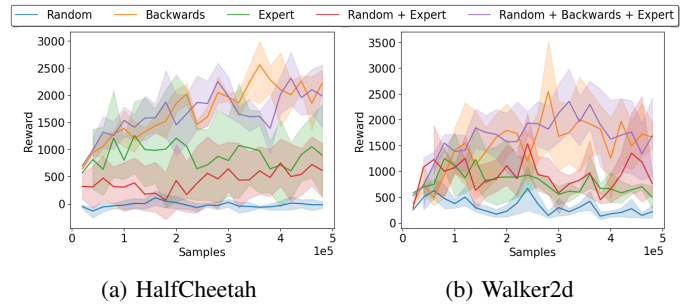 Random Backwards Expert Random + Expert Random + Backwards + Expert
3000
2500
2000
1500
1000
500
0
Reward
0 1 2 3 4 5
Samples
1e5
3500
3000
2500
2000
1500
1000
500
0
Reward
0 1 2 3 4 5
Samples
1e5
(a) HalfCheetah
(b) Walker2d